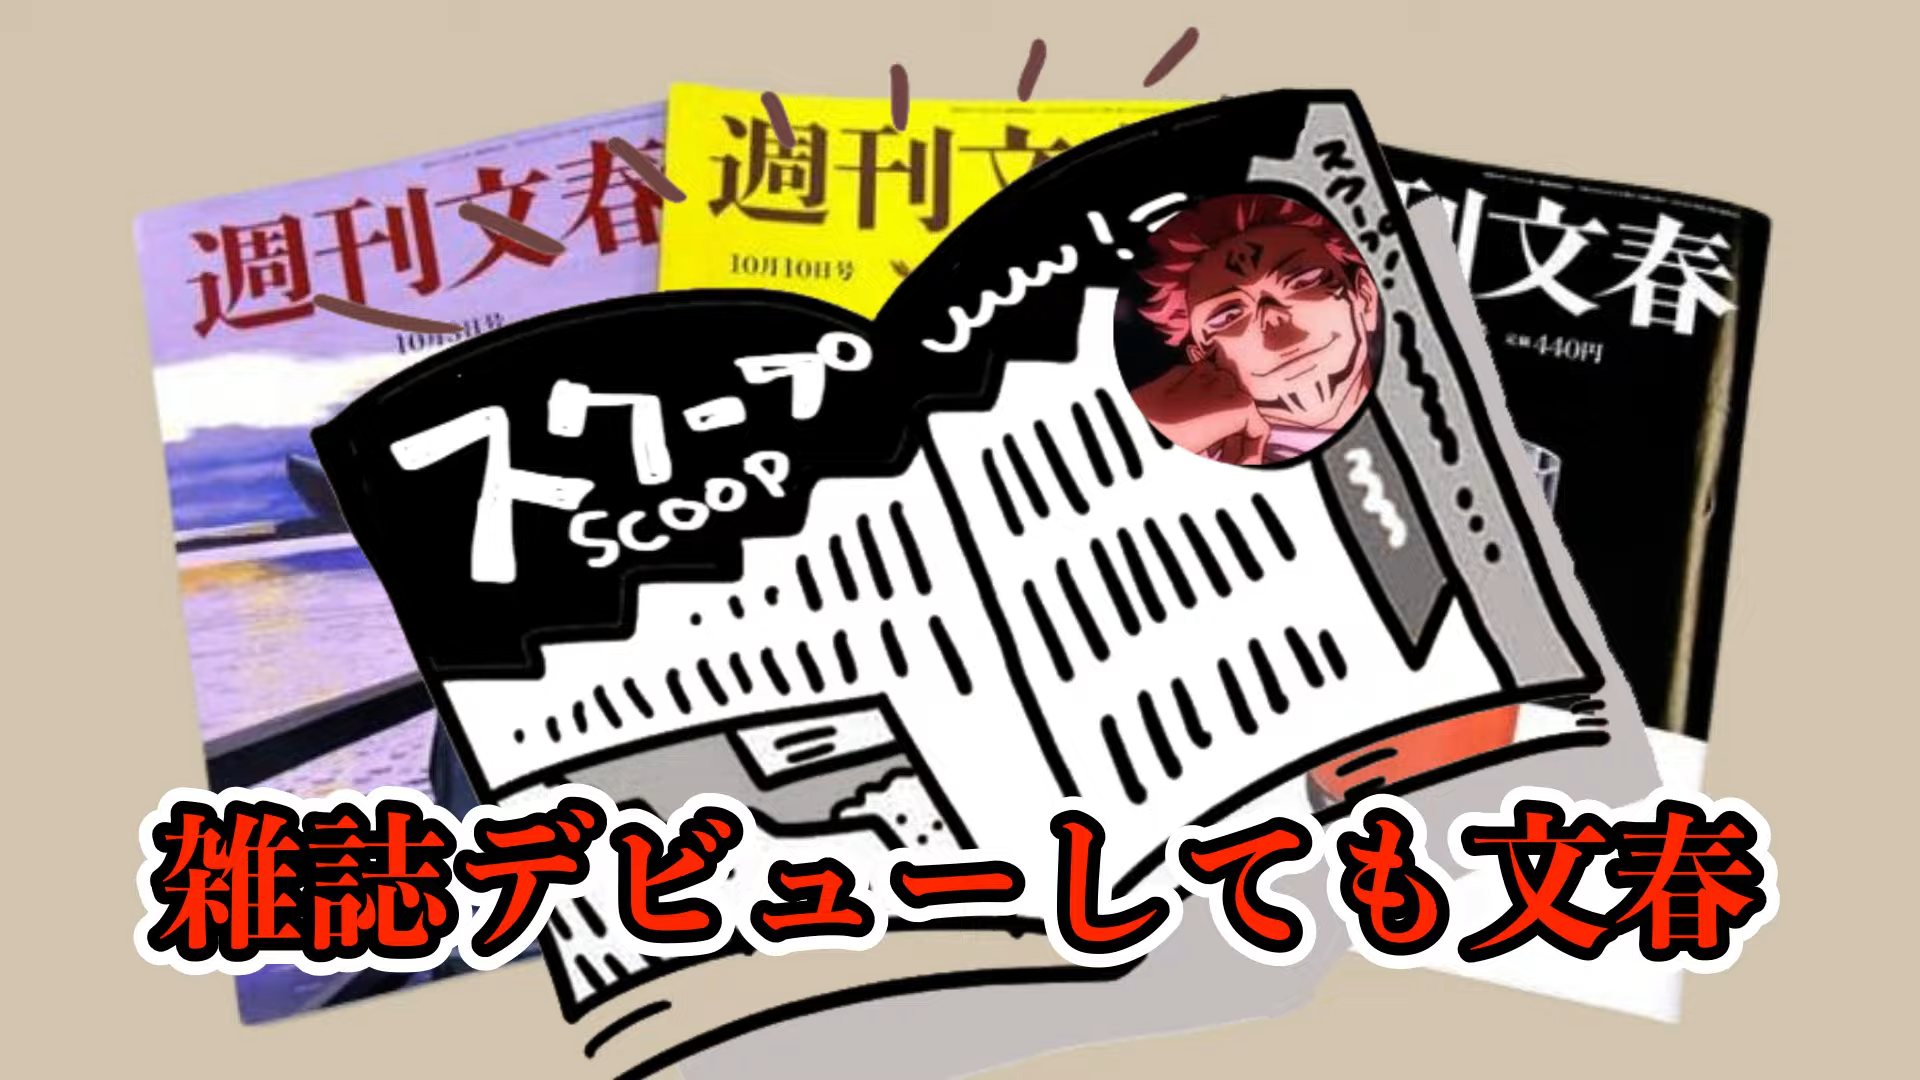 週刊文春
10月3日号
週刊文
10月10日号
刊文春
定価440円
スクープ
SCOOP
スクープ!
雑誌デビューしても文春